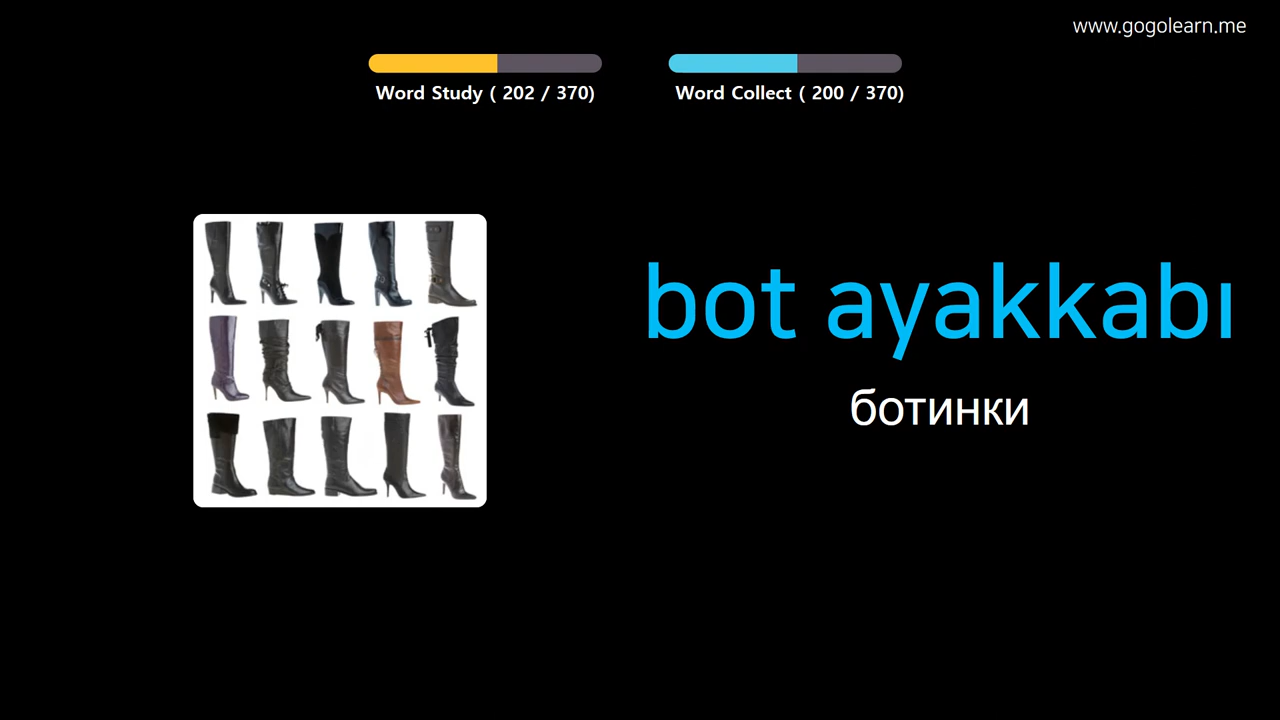 www.gogolearn.me
Word Study ( 202 / 370)
Word Collect ( 200 / 370)
bot ayakkabı
ботинки